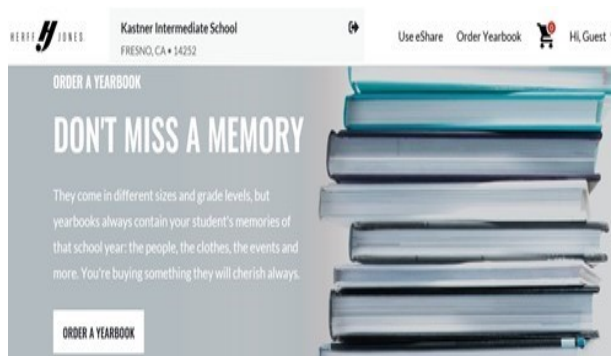 HERFF JONES
Kastner Intermediate School
FRESNO, CA • 14252
Use eShare
Order Yearbook
0
Hi, Guest
ORDER A YEARBOOK
DON'T MISS A MEMORY
They come in different sizes and grade levels, but
yearbooks always contain your student's memories of
that school year: the people, the clothes, the events and
more. You're buying something they will cherish always.
ORDER A YEARBOOK